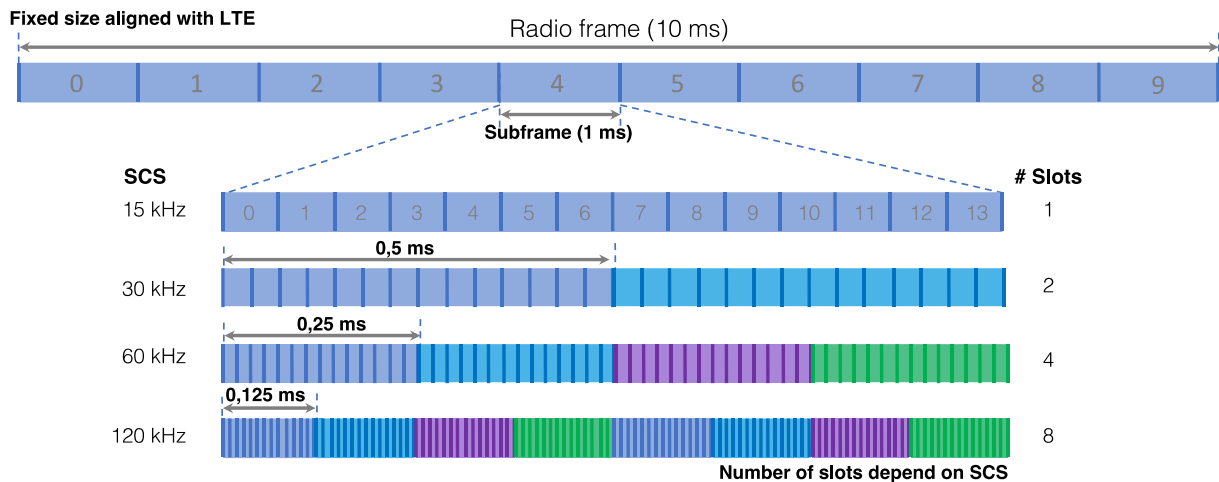 Fixed size aligned with LTE
Radio frame (10 ms)
0 1 2 3 4 5 6 7 8 9
Subframe (1 ms)
SCS # Slots
15 kHz 0 1 2 3 4 5 6 7 8 9 10 11 12 13 1
0,5 ms
30 kHz 2
0,25 ms
60 kHz 4
0,125 ms
120 kHz 8
Number of slots depend on SCS